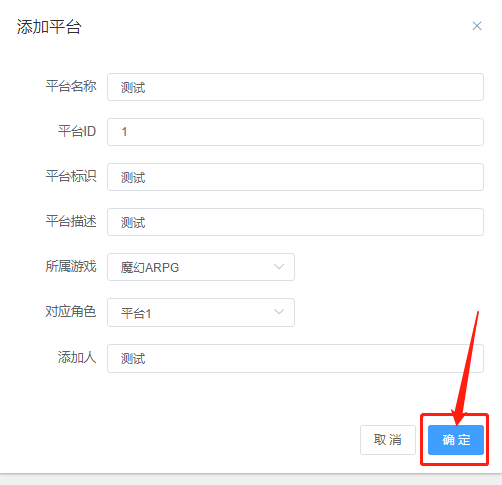 添加平台
平台名称 测试
平台ID 1
平台标识 测试
平台描述 测试
所属游戏 魔幻ARPG
对应角色 平台1
添加人 测试
取消 确定